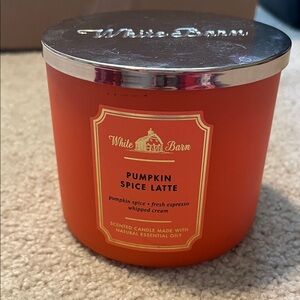 White Barn
White Barn
PUMPKIN
SPICE LATTE
pumpkin spice • fresh espresso
whipped cream
SCENTED CANDLE MADE WITH
NATURAL ESSENTIAL OILS